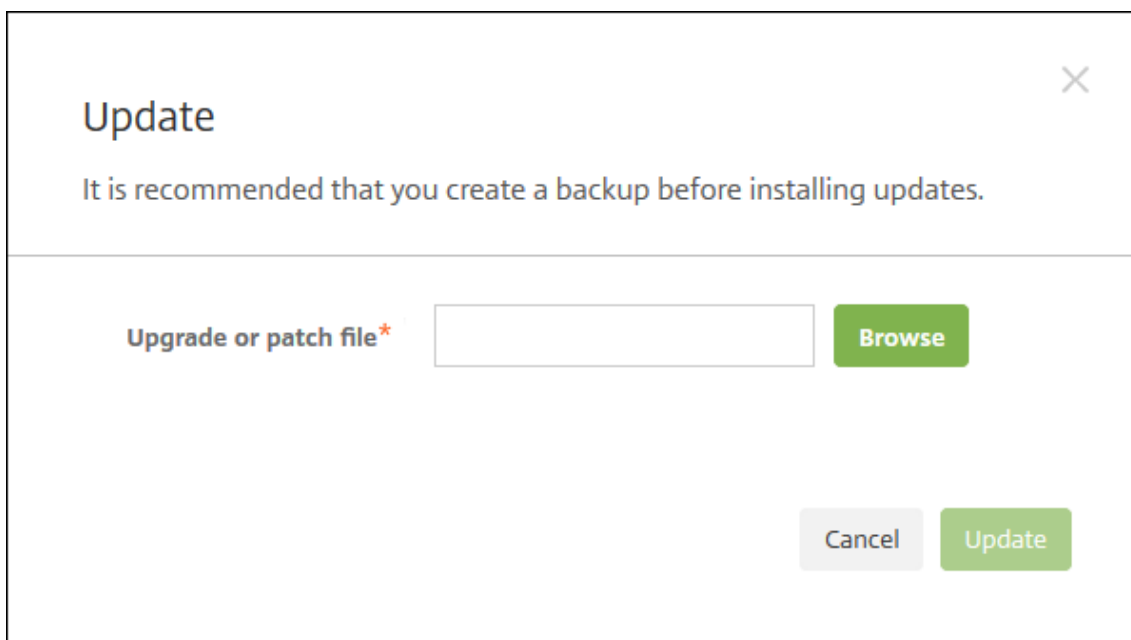 Update
It is recommended that you create a backup before installing updates.
Upgrade or patch file*
Browse
Cancel
Update